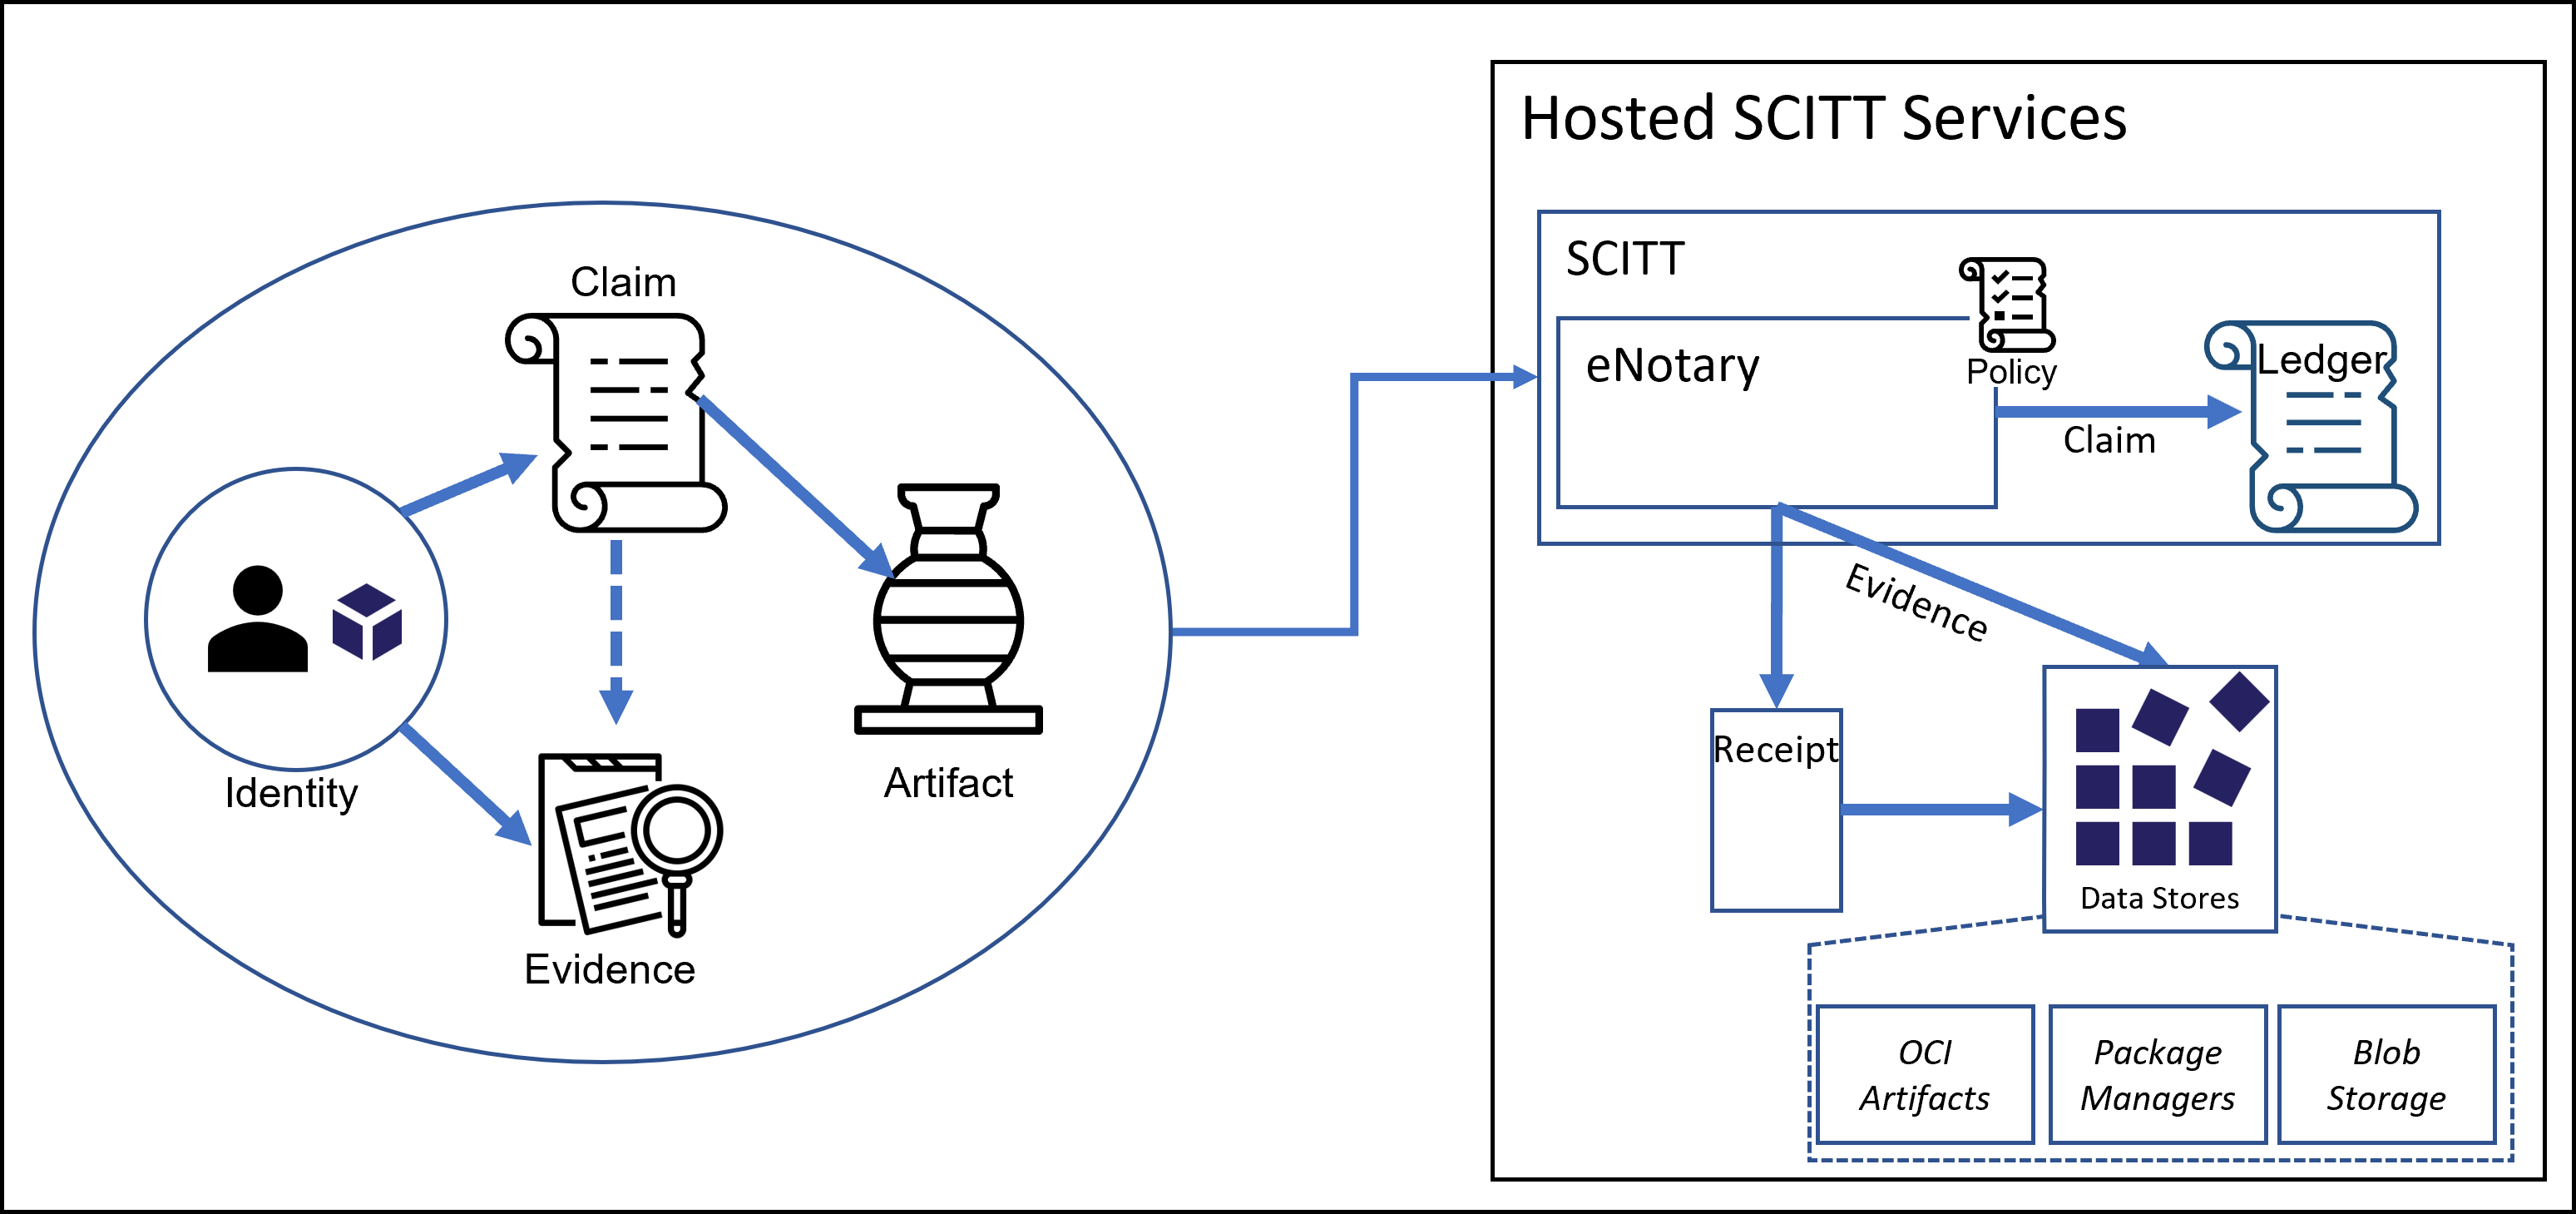 Hosted SCITT Services
SCITT
eNotary
Policy
Ledger
Claim
Claim
Identity
Evidence
Artifact
Evidence
Receipt
Data Stores
OCI
Artifacts
Package
Managers
Blob
Storage